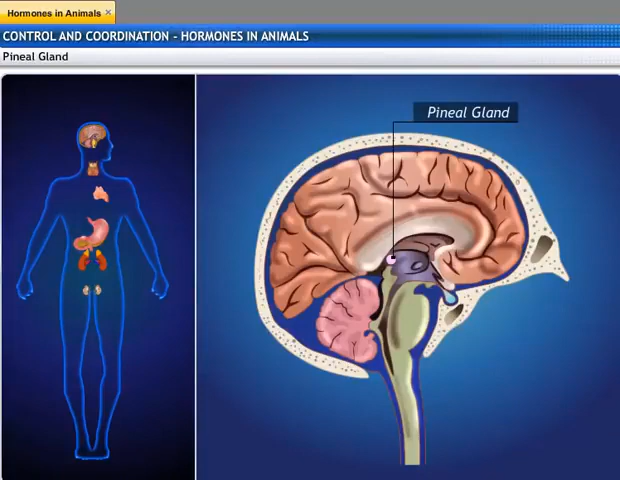 Hormones in Animals
CONTROL AND COORDINATION - HORMONES IN ANIMALS
Pineal Gland
Pineal Gland